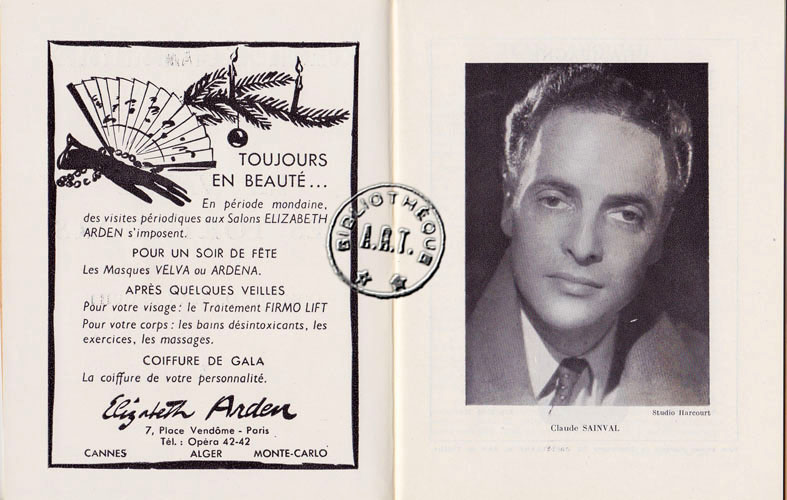 TOUJOURS
EN BEAUTÉ...
En période mondaine,
des visites périodiques aux Salons ELIZABETH
ARDEN s'imposent.
POUR UN SOIR DE FÊTE
Les Masques VELVA ou ARDENA.
APRÈS QUELQUES VEILLES
Pour votre visage : le Traitement FIRMO LIFT
Pour votre corps : les bains désintoxicants, les
exercices, les massages.
COIFFURE DE GALA
La coiffure de votre personnalité.
Elizabeth Arden
7, Place Vendôme - Paris
Tél. : Opéra 42-42
CANNES ALGER MONTE-CARLO
BIBLIOTHÈQUE
A.R.T.
Studio Harcourt
Claude SAINVAL